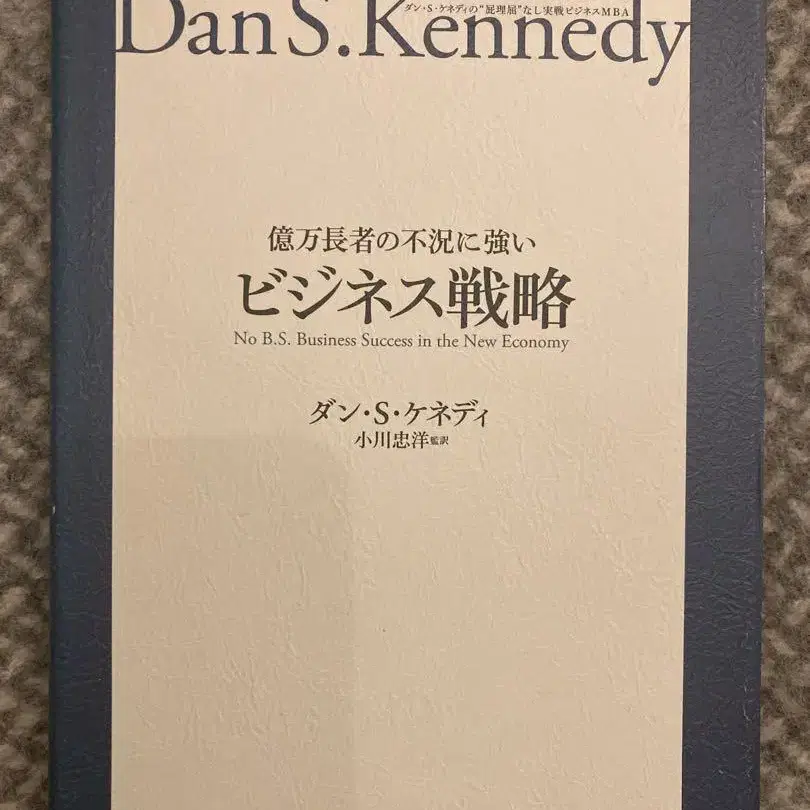 ダン・S・ケネディの"屁理屈"なし実戦ビジネスMBA
Dan S. Kennedy
億万長者の不況に強い
ビジネス戦略
No B.S. Business Success in the New Economy
ダン・S・ケネディ
小川忠洋監訳